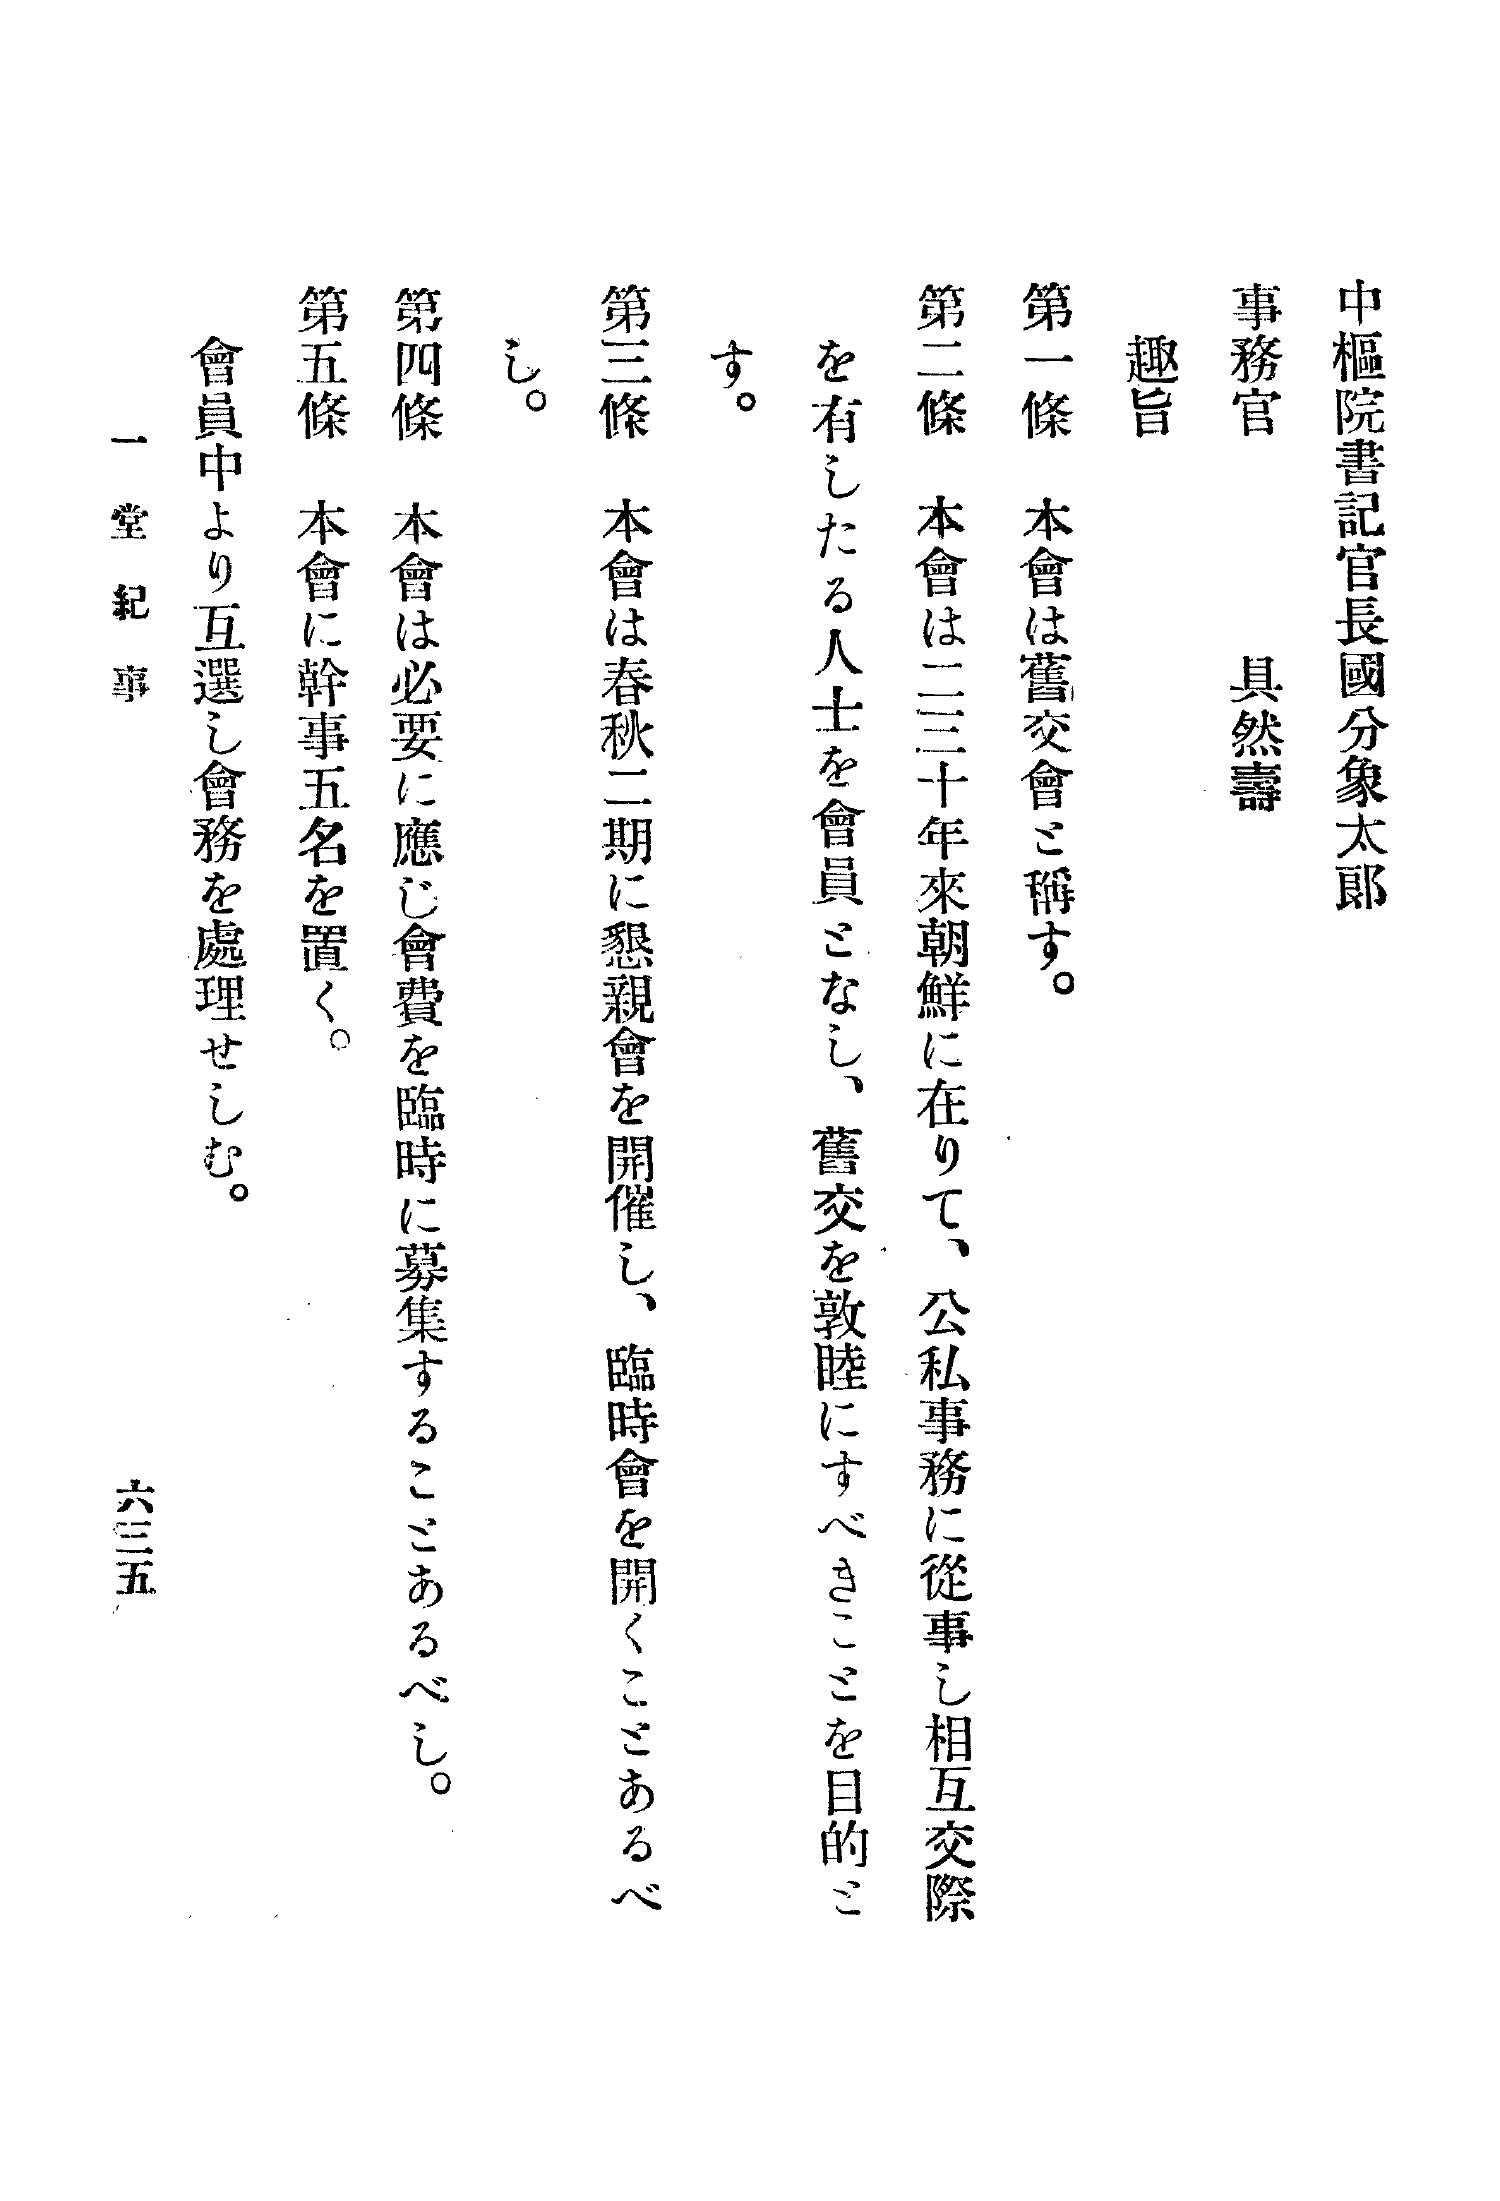 中樞院書記官長國分象太郎
事務官　　　　具然壽
趣旨
第一條　本會は舊交會と稱す。
第二條　本會は二三十年來朝鮮に在りて、公私事務に從事し相互交際
を有したる人士を會員となし、舊交を敦睦にすべきことを目的と
す。
第三條　本會は春秋二期に懇親會を開催し、臨時會を開くことあるべ
し。
第四條　本會は必要に應じ會費を臨時に募集することあるべし。
第五條　本會に幹事五名を置く。
會員中より互選し會務を處理せしむ。
一堂紀事
六三五